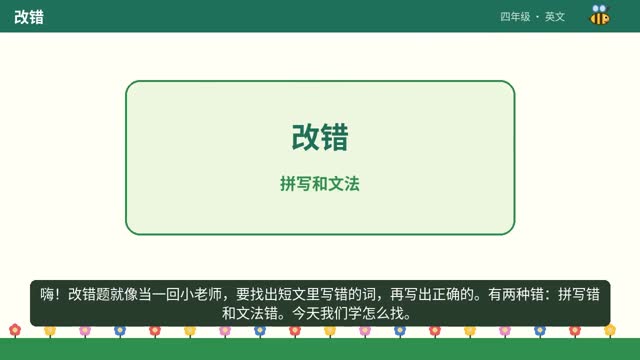 改错
四年级 · 英文
改错
拼写和文法
嗨！改错题就像当一回小老师，要找出短文里写错的词，再写出正确的。有两种错：拼写错
和文法错。今天我们学怎么找。